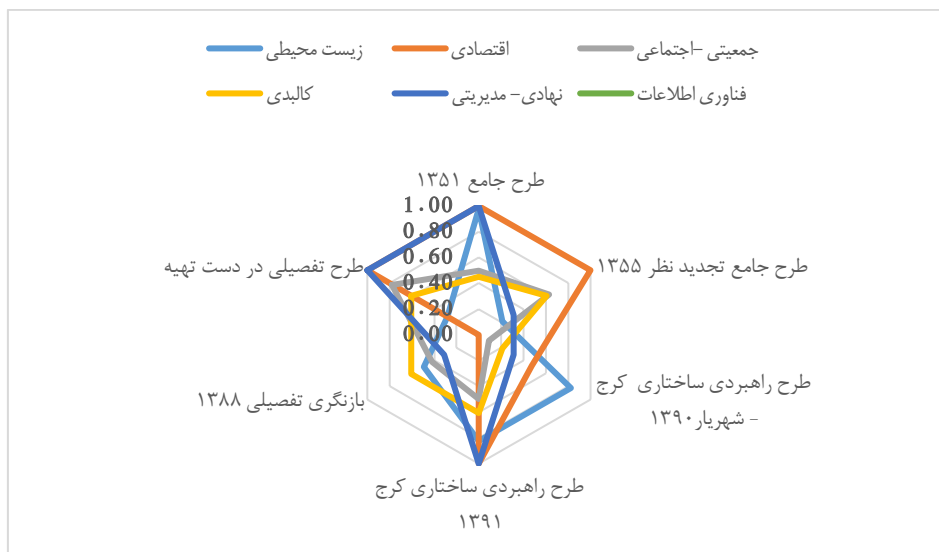 زیست محیطی
اقتصادی
جمعیتی -اجتماعی
کالبدی
نهادی- مدیریتی
فناوری اطلاعات
طرح جامع ۱۳۵۱
1.00
0.80
0.60
0.40
0.20
0.00
طرح جامع تجدید نظر ۱۳۵۵
طرح راهبردی ساختاری کرج
- شهریار۱۳۹۰
طرح راهبردی ساختاری کرج
۱۳۹۱
بازنگری تفصیلی ۱۳۸۸
طرح تفصیلی در دست تهیه